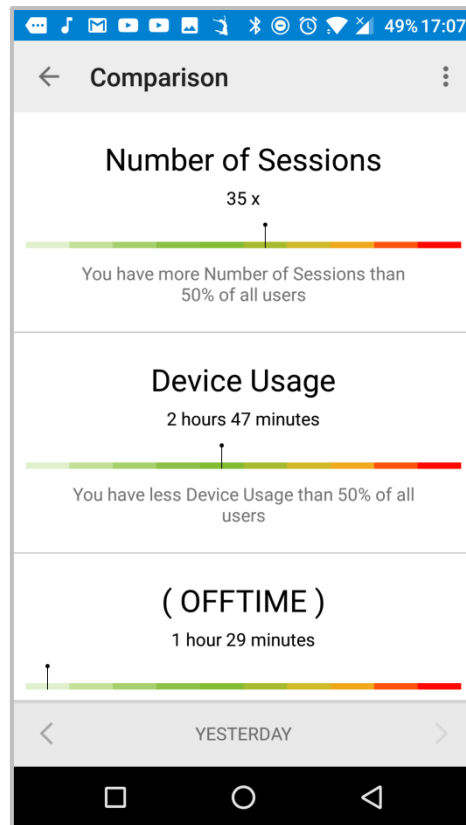 49% 17:07
Comparison
Number of Sessions
35 x
You have more Number of Sessions than
50% of all users
Device Usage
2 hours 47 minutes
You have less Device Usage than 50% of all
users
( OFFTIME )
1 hour 29 minutes
YESTERDAY